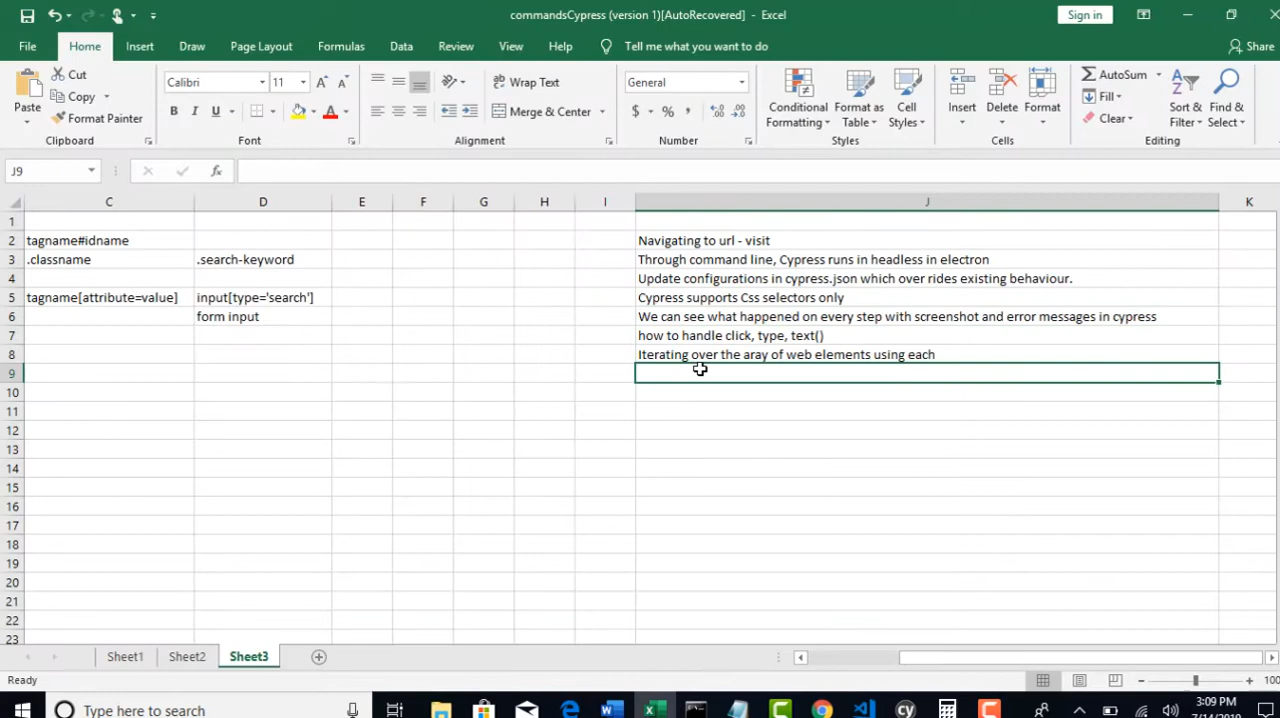 commandsCypress (version 1)[AutoRecovered] - Excel
Sign in
File Home Insert Draw Page Layout Formulas Data Review View Help Tell me what you want to do Share
Paste
Cut
Copy
Format Painter
Clipboard
Calibri 11
B I U A
Font
Wrap Text
Merge & Center
Alignment
General
$ % ,
Number
Conditional Formatting
Format as Table
Cell Styles
Styles
Insert Delete Format
Cells
AutoSum
Fill
Clear
Sort & Filter
Find & Select
Editing
J9
fx
C D E F G H I J K
1
2 tagname#idname Navigating to url - visit
3 .classname .search-keyword Through command line, Cypress runs in headless in electron
4 Update configurations in cypress.json which over rides existing behaviour.
5 tagname[attribute=value] input[type='search'] Cypress supports Css selectors only
6 form input We can see what happened on every step with screenshot and error messages in cypress
7 how to handle click, type, text()
8 Iterating over the aray of web elements using each
9
10
11
12
13
14
15
16
17
18
19
20
21
22
23
Sheet1 Sheet2 Sheet3
Ready
100
Type here to search
3:09 PM